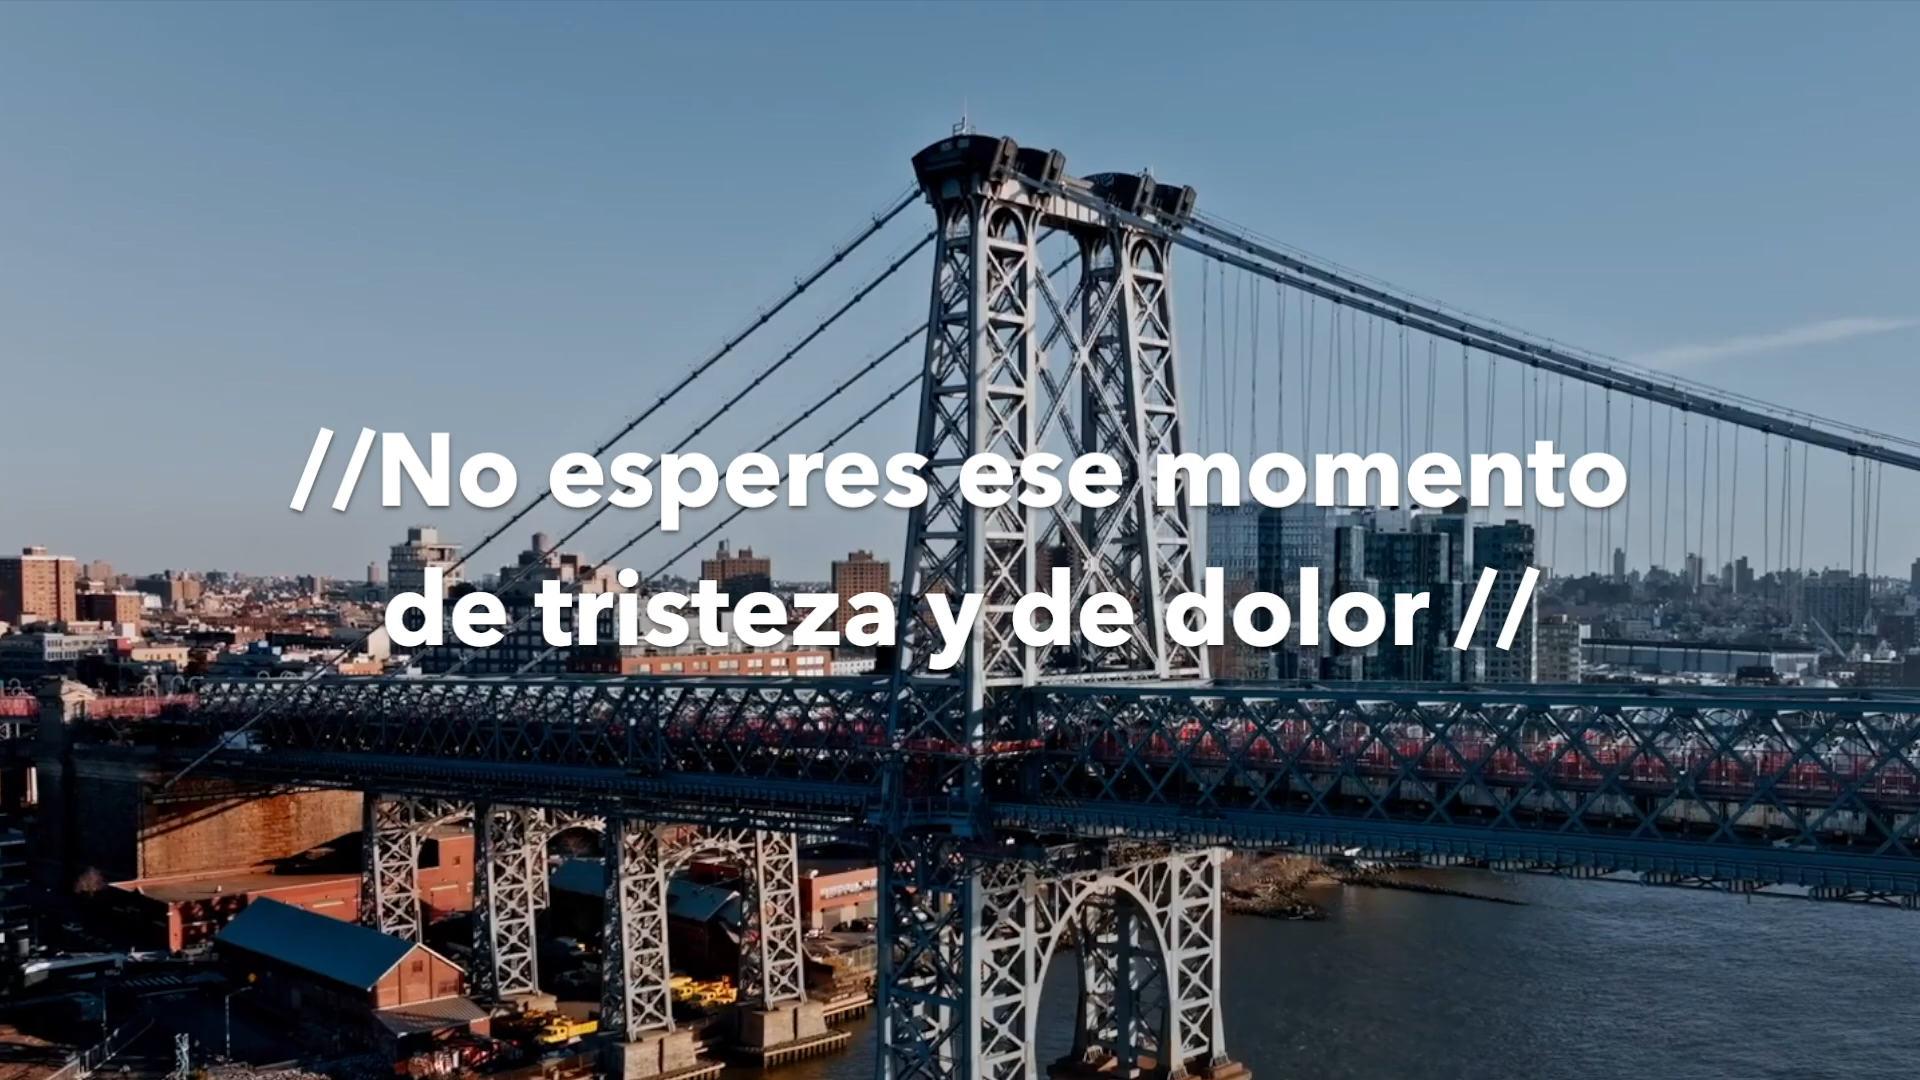 //No esperes ese momento
de tristeza y de dolor //